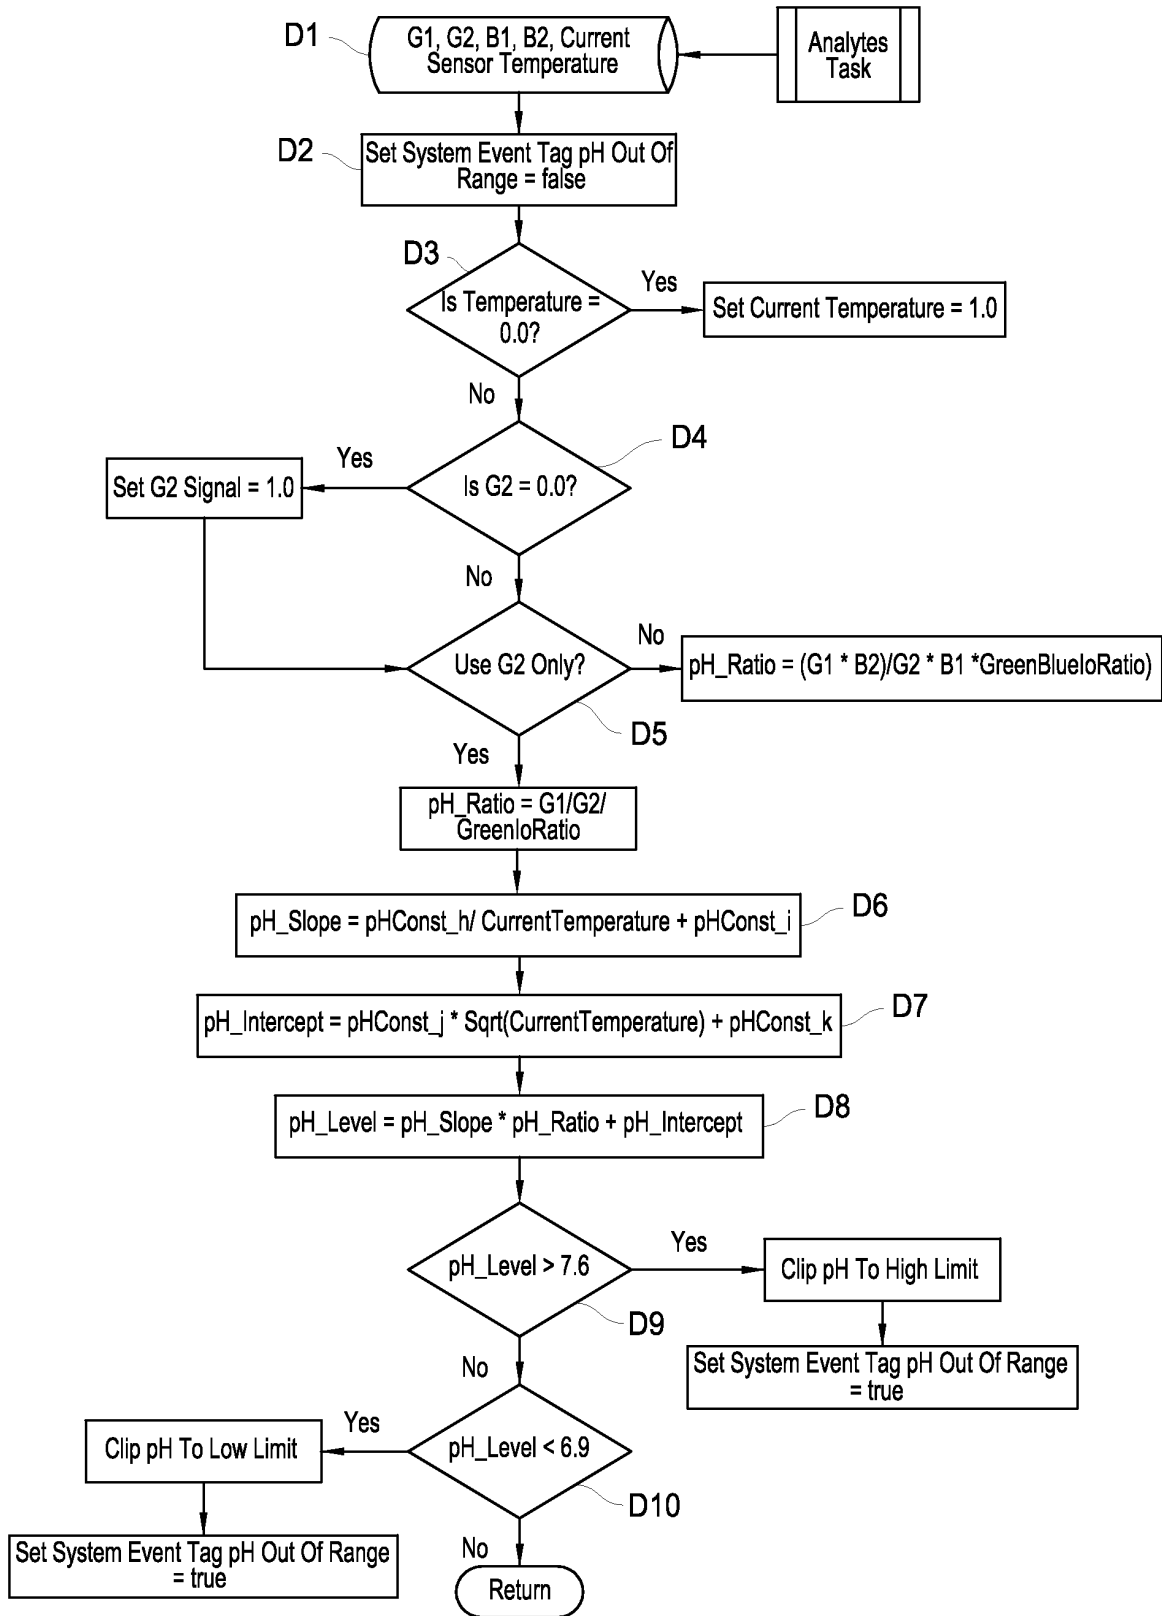 D1
G1, G2, B1, B2, Current
Sensor Temperature
Analytes
Task
D2
Set System Event Tag pH Out Of
Range = false
D3
Is Temperature =
0.0?
Yes
Set Current Temperature = 1.0
No
D4
Is G2 = 0.0?
Yes
Set G2 Signal = 1.0
No
Use G2 Only?
No
pH_Ratio = (G1 * B2)/G2 * B1 *GreenBlueIoRatio)
D5
Yes
pH_Ratio = G1/G2/
GreenIoRatio
pH_Slope = pHConst_h/ CurrentTemperature + pHConst_i
D6
pH_Intercept = pHConst_j * Sqrt(CurrentTemperature) + pHConst_k
D7
pH_Level = pH_Slope * pH_Ratio + pH_Intercept
D8
pH_Level > 7.6
Yes
Clip pH To High Limit
D9
No
Set System Event Tag pH Out Of Range
= true
pH_Level < 6.9
Yes
Clip pH To Low Limit
D10
Set System Event Tag pH Out Of Range
= true
No
Return